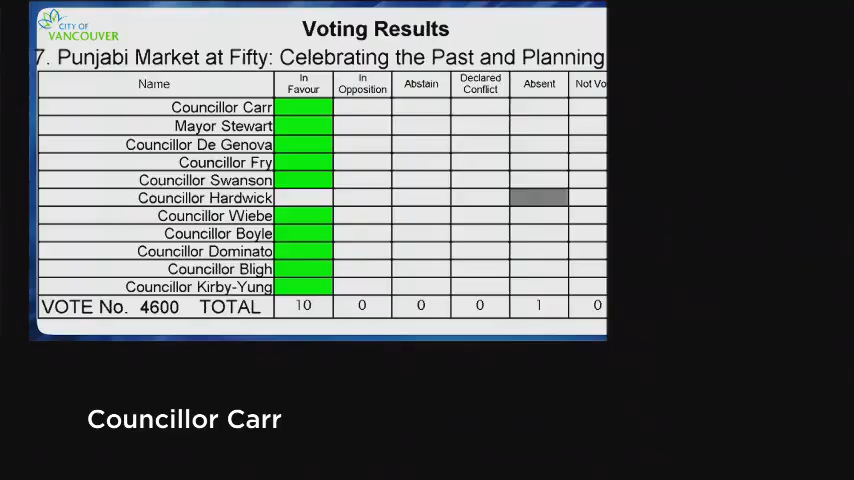 CITY OF
VANCOUVER
Voting Results
7. Punjabi Market at Fifty: Celebrating the Past and Planning
Name In Favour In Opposition Abstain Declared Conflict Absent Not Vo
Councillor Carr
Mayor Stewart
Councillor De Genova
Councillor Fry
Councillor Swanson
Councillor Hardwick
Councillor Wiebe
Councillor Boyle
Councillor Dominato
Councillor Bligh
Councillor Kirby-Yung
VOTE No. 4600 TOTAL 10 0 0 0 1 0
Councillor Carr